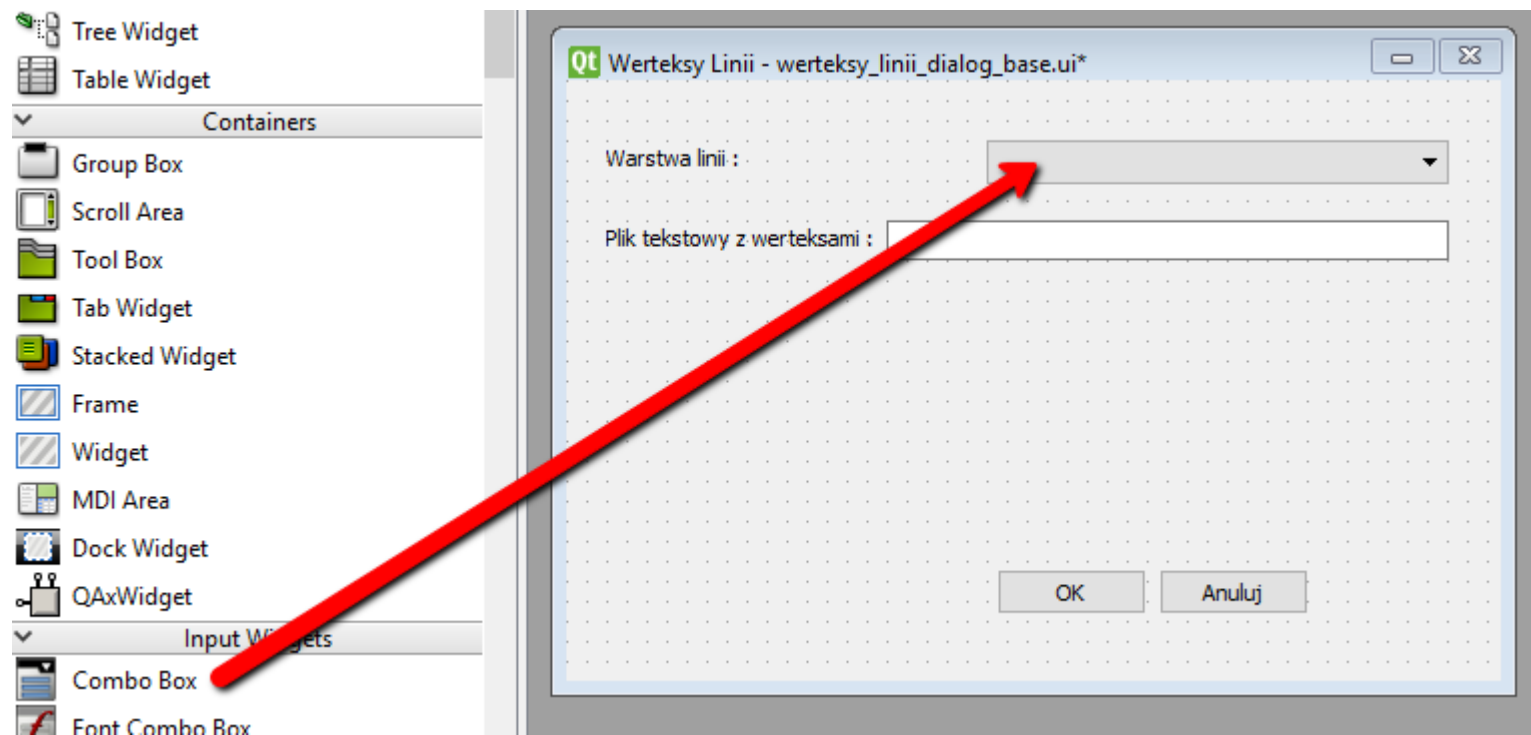 Tree Widget
Table Widget
Containers
Group Box
Scroll Area
Tool Box
Tab Widget
Stacked Widget
Frame
Widget
MDI Area
Dock Widget
QAxWidget
Input Widgets
Combo Box
Font Combo Box
Qt Werteksy Linii - werteksy_linii_dialog_base.ui*
Warstwa linii :
Plik tekstowy z werteksami :
OK Anuluj